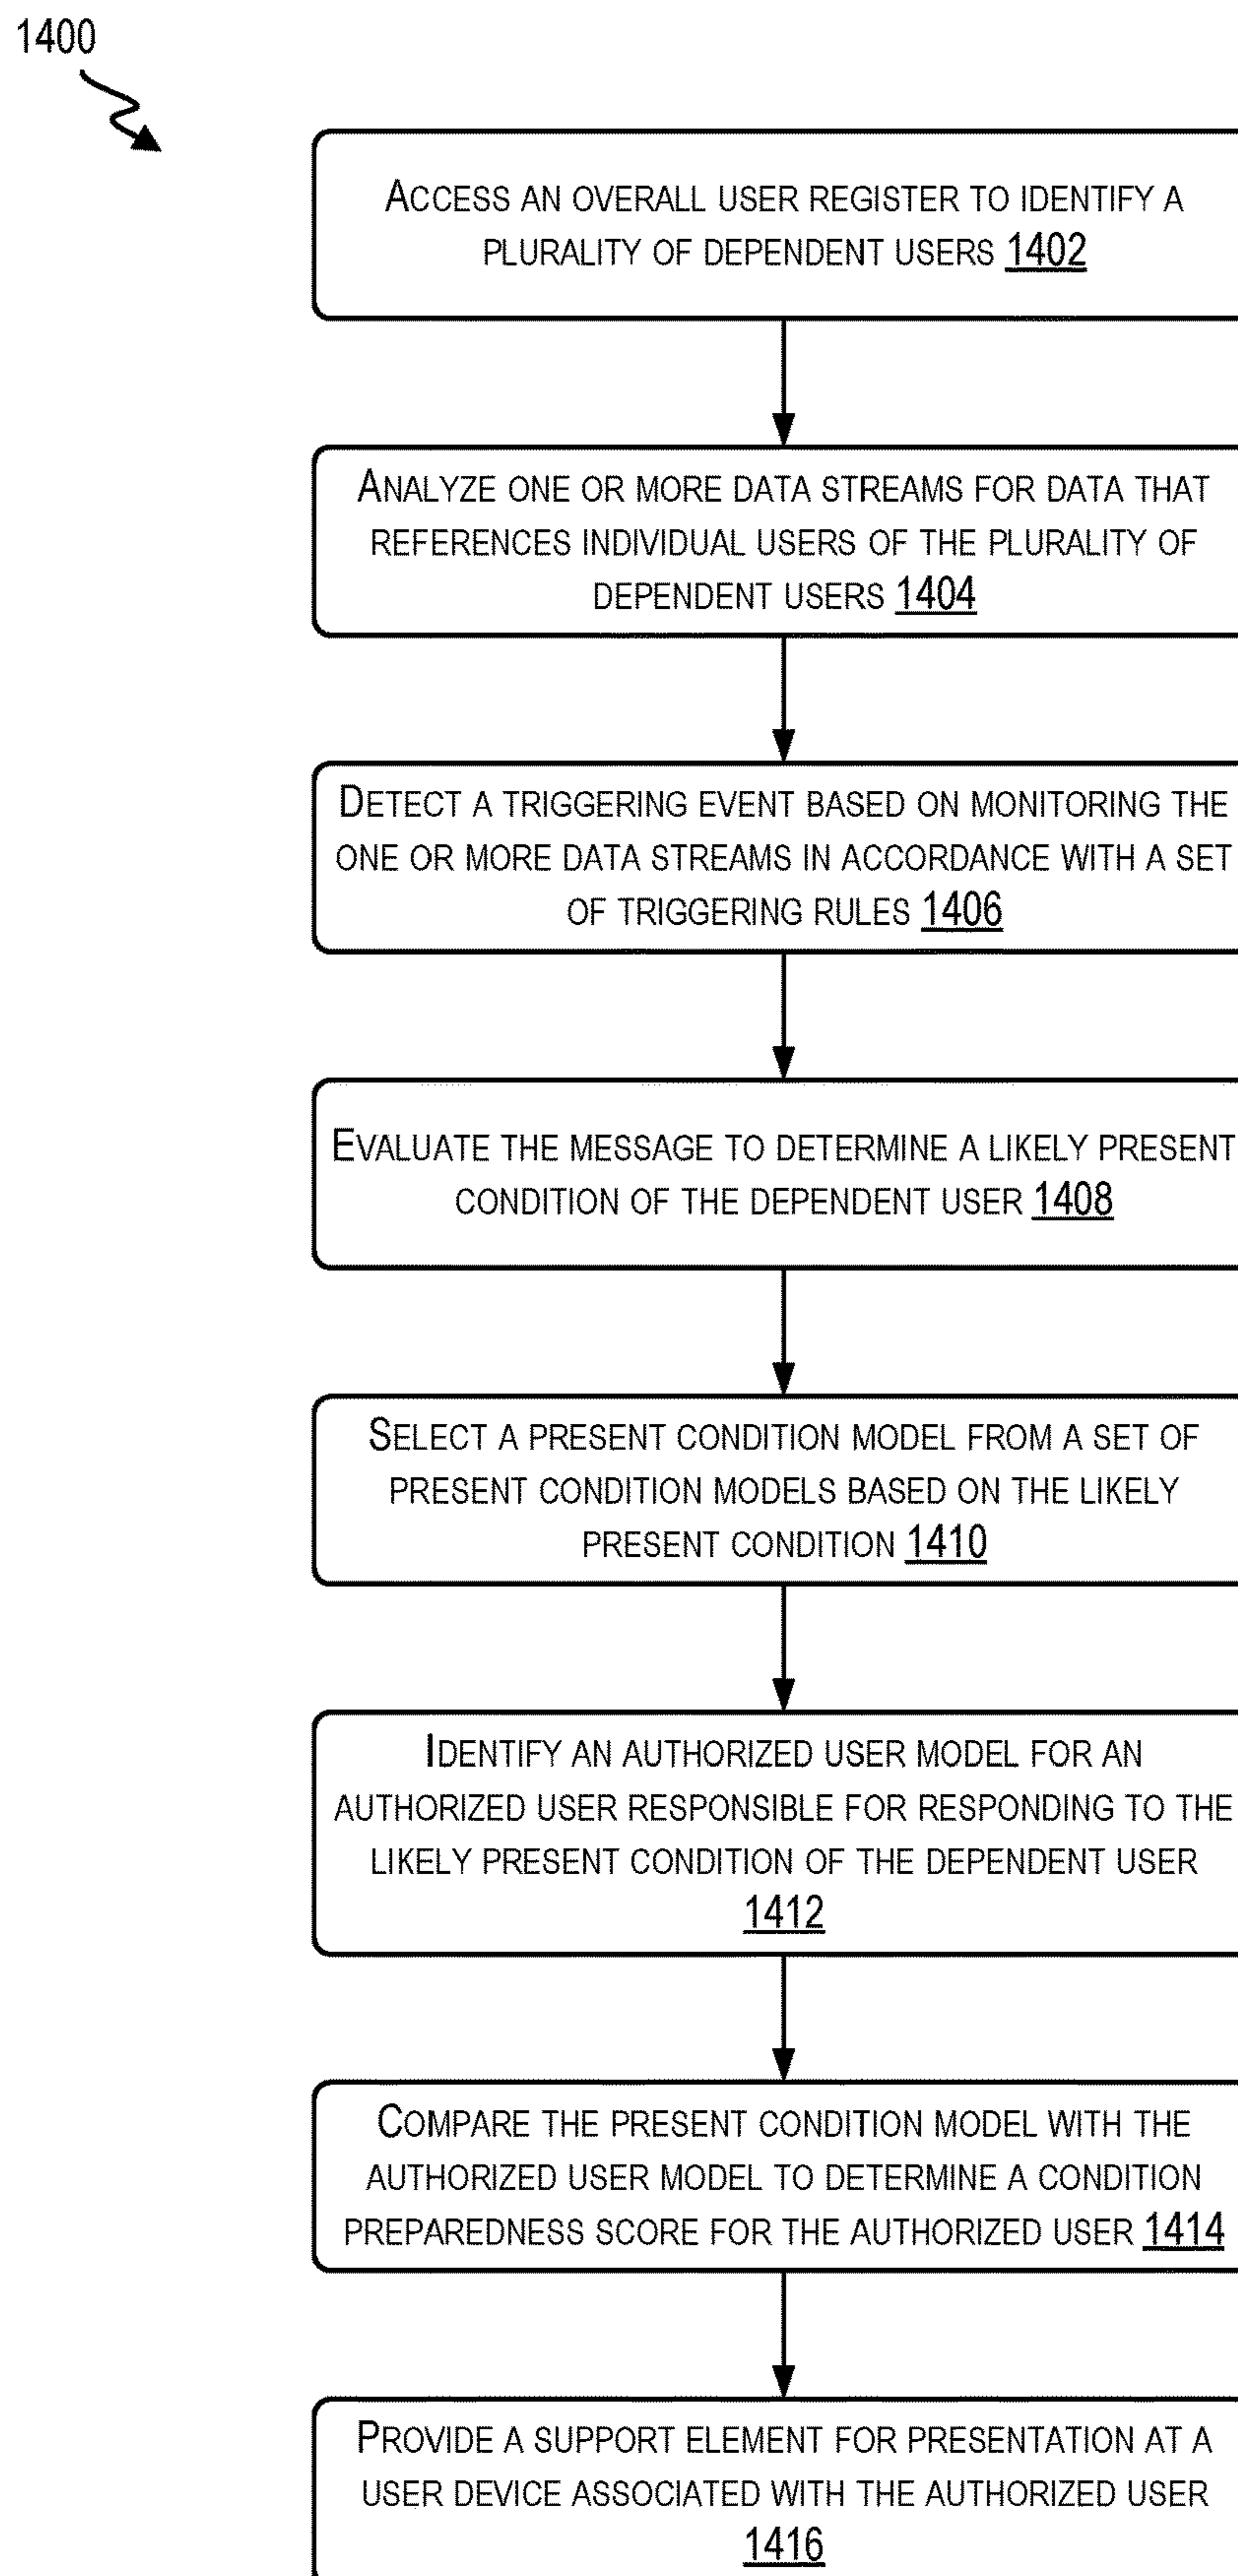 1400
ACCESS AN OVERALL USER REGISTER TO IDENTIFY A
PLURALITY OF DEPENDENT USERS 1402
ANALYZE ONE OR MORE DATA STREAMS FOR DATA THAT
REFERENCES INDIVIDUAL USERS OF THE PLURALITY OF
DEPENDENT USERS 1404
DETECT A TRIGGERING EVENT BASED ON MONITORING THE
ONE OR MORE DATA STREAMS IN ACCORDANCE WITH A SET
OF TRIGGERING RULES 1406
EVALUATE THE MESSAGE TO DETERMINE A LIKELY PRESENT
CONDITION OF THE DEPENDENT USER 1408
SELECT A PRESENT CONDITION MODEL FROM A SET OF
PRESENT CONDITION MODELS BASED ON THE LIKELY
PRESENT CONDITION 1410
IDENTIFY AN AUTHORIZED USER MODEL FOR AN
AUTHORIZED USER RESPONSIBLE FOR RESPONDING TO THE
LIKELY PRESENT CONDITION OF THE DEPENDENT USER
1412
COMPARE THE PRESENT CONDITION MODEL WITH THE
AUTHORIZED USER MODEL TO DETERMINE A CONDITION
PREPAREDNESS SCORE FOR THE AUTHORIZED USER 1414
PROVIDE A SUPPORT ELEMENT FOR PRESENTATION AT A
USER DEVICE ASSOCIATED WITH THE AUTHORIZED USER
1416